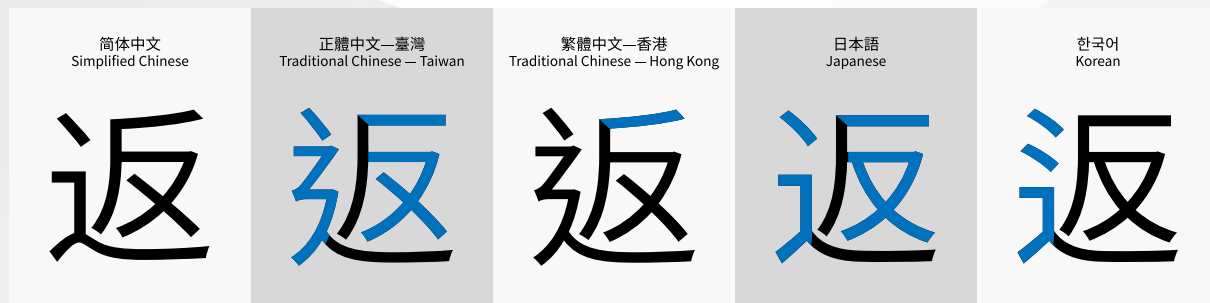 简体中文
Simplified Chinese
返
正體中文—臺灣
Traditional Chinese — Taiwan
返
繁體中文—香港
Traditional Chinese — Hong Kong
返
日本語
Japanese
返
한국어
Korean
返